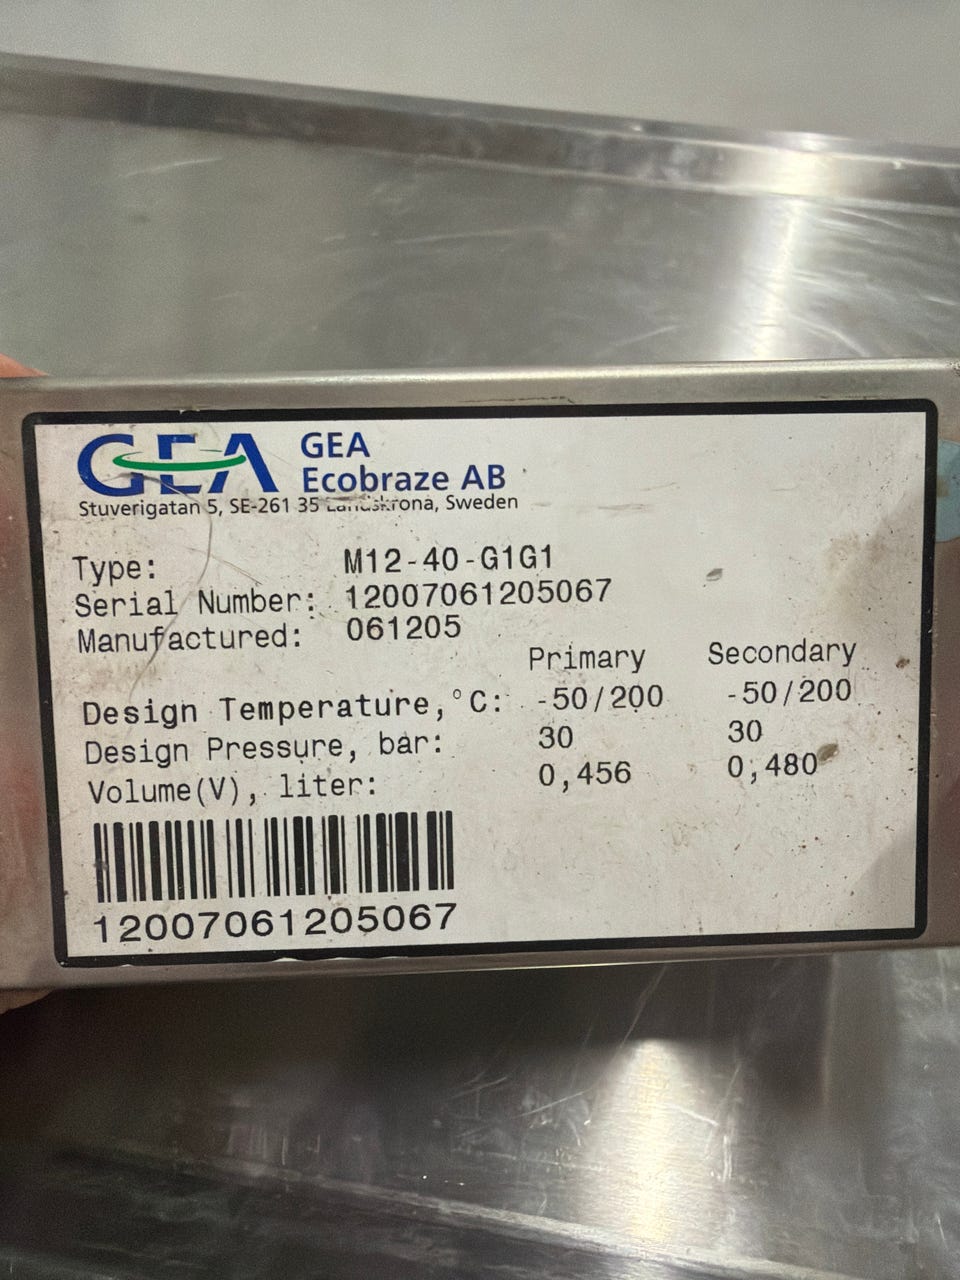 GEA GEA
Ecobraze AB
Stuverigatan 5, SE-261 35 Landskrona, Sweden
Type: M12-40-G1G1
Serial Number: 12007061205067
Manufactured: 061205
Primary Secondary
Design Temperature,°C: -50/200 -50/200
Design Pressure, bar: 30 30
Volume(V), liter: 0,456 0,480
12007061205067